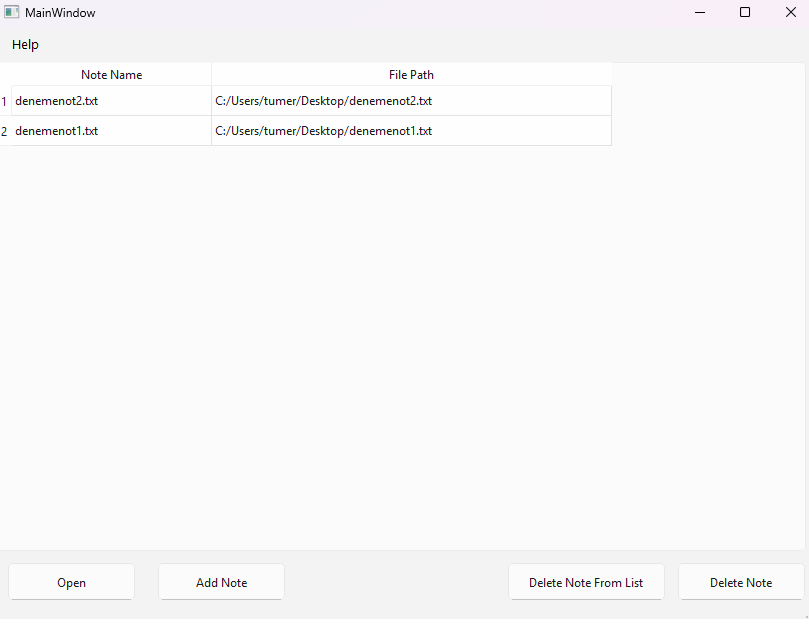 MainWindow
Help
Note Name File Path
1 denemenot2.txt C:/Users/tumer/Desktop/denemenot2.txt
2 denemenot1.txt C:/Users/tumer/Desktop/denemenot1.txt
Open Add Note Delete Note From List Delete Note